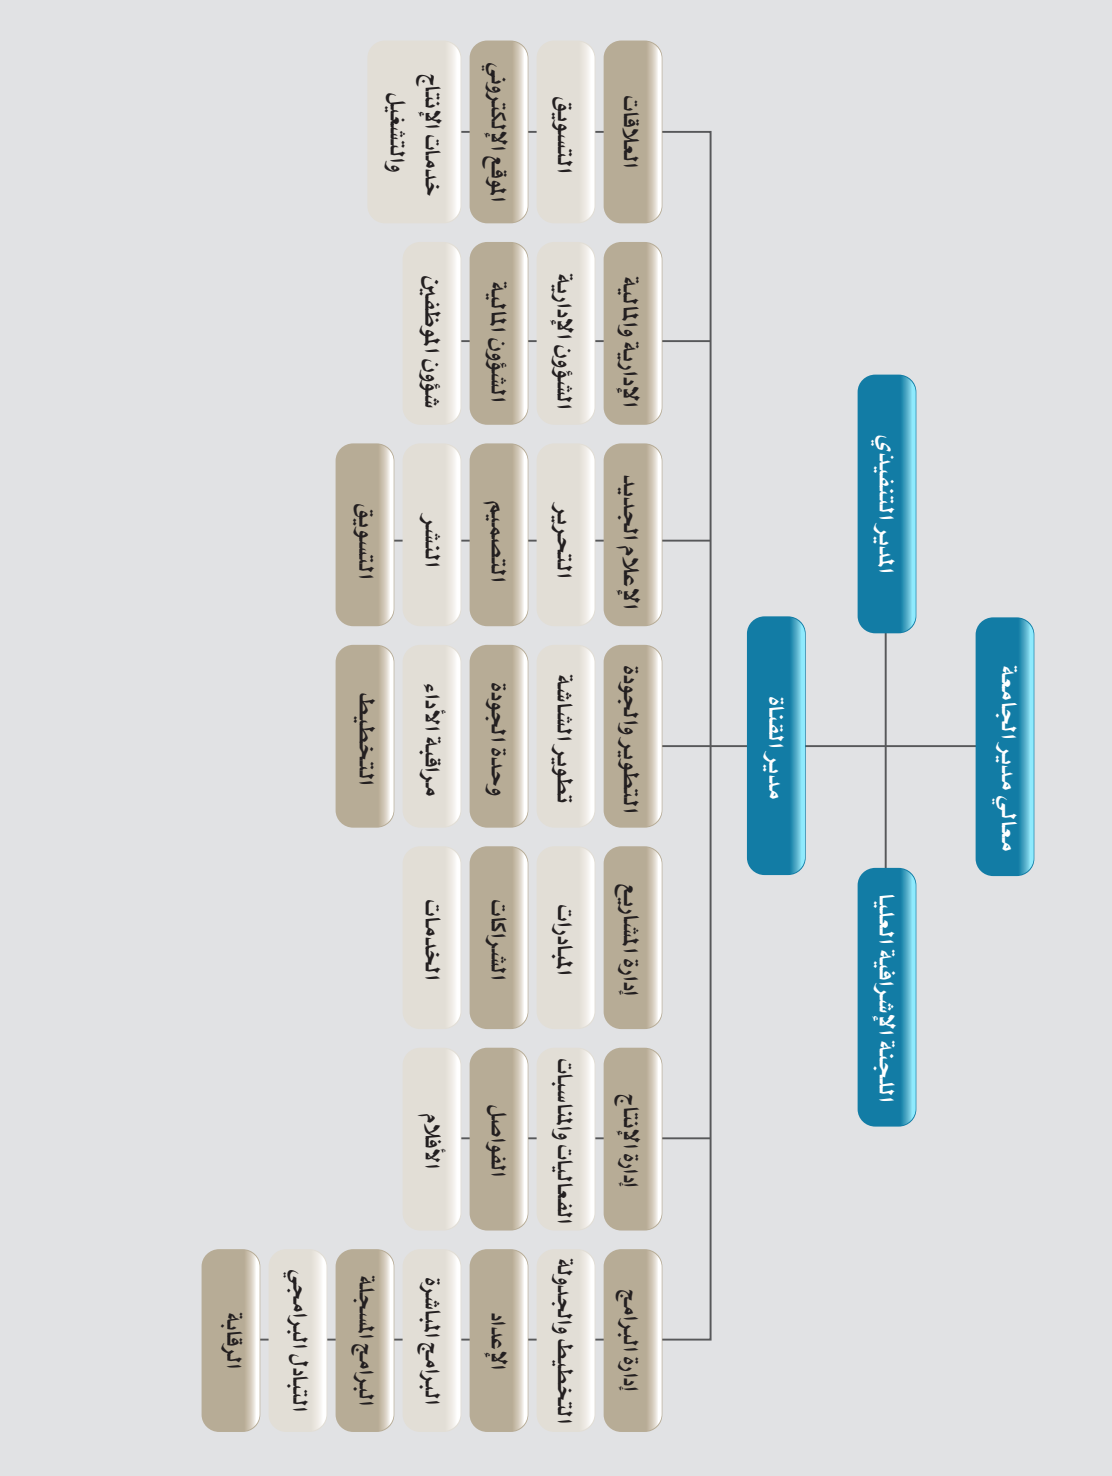 معالي مدير الجامعة
اللجنة الإشرافية العليا
المدير التنفيذي
مدير القناة
إدارة البرامج
التخطيط والجدولة
الإعداد
البرامج المباشرة
البرامج المسجلة
التبادل البرامجي
الرقابة
إدارة الإنتاج
الفعاليات والمناسبات
الفواصل
الأفلام
إدارة المشاريع
المبادرات
الشراكات
الخدمات
التطوير والجودة
تطوير الشاشة
وحدة الجودة
مراقبة الأداء
التخطيط
الإعلام الجديد
التحرير
التصميم
النشر
التسويق
الإدارية والمالية
الشؤون الإدارية
الشؤون المالية
شؤون الموظفين
العلاقات
التسويق
الموقع الإلكتروني
خدمات الإنتاج
والتشغيل